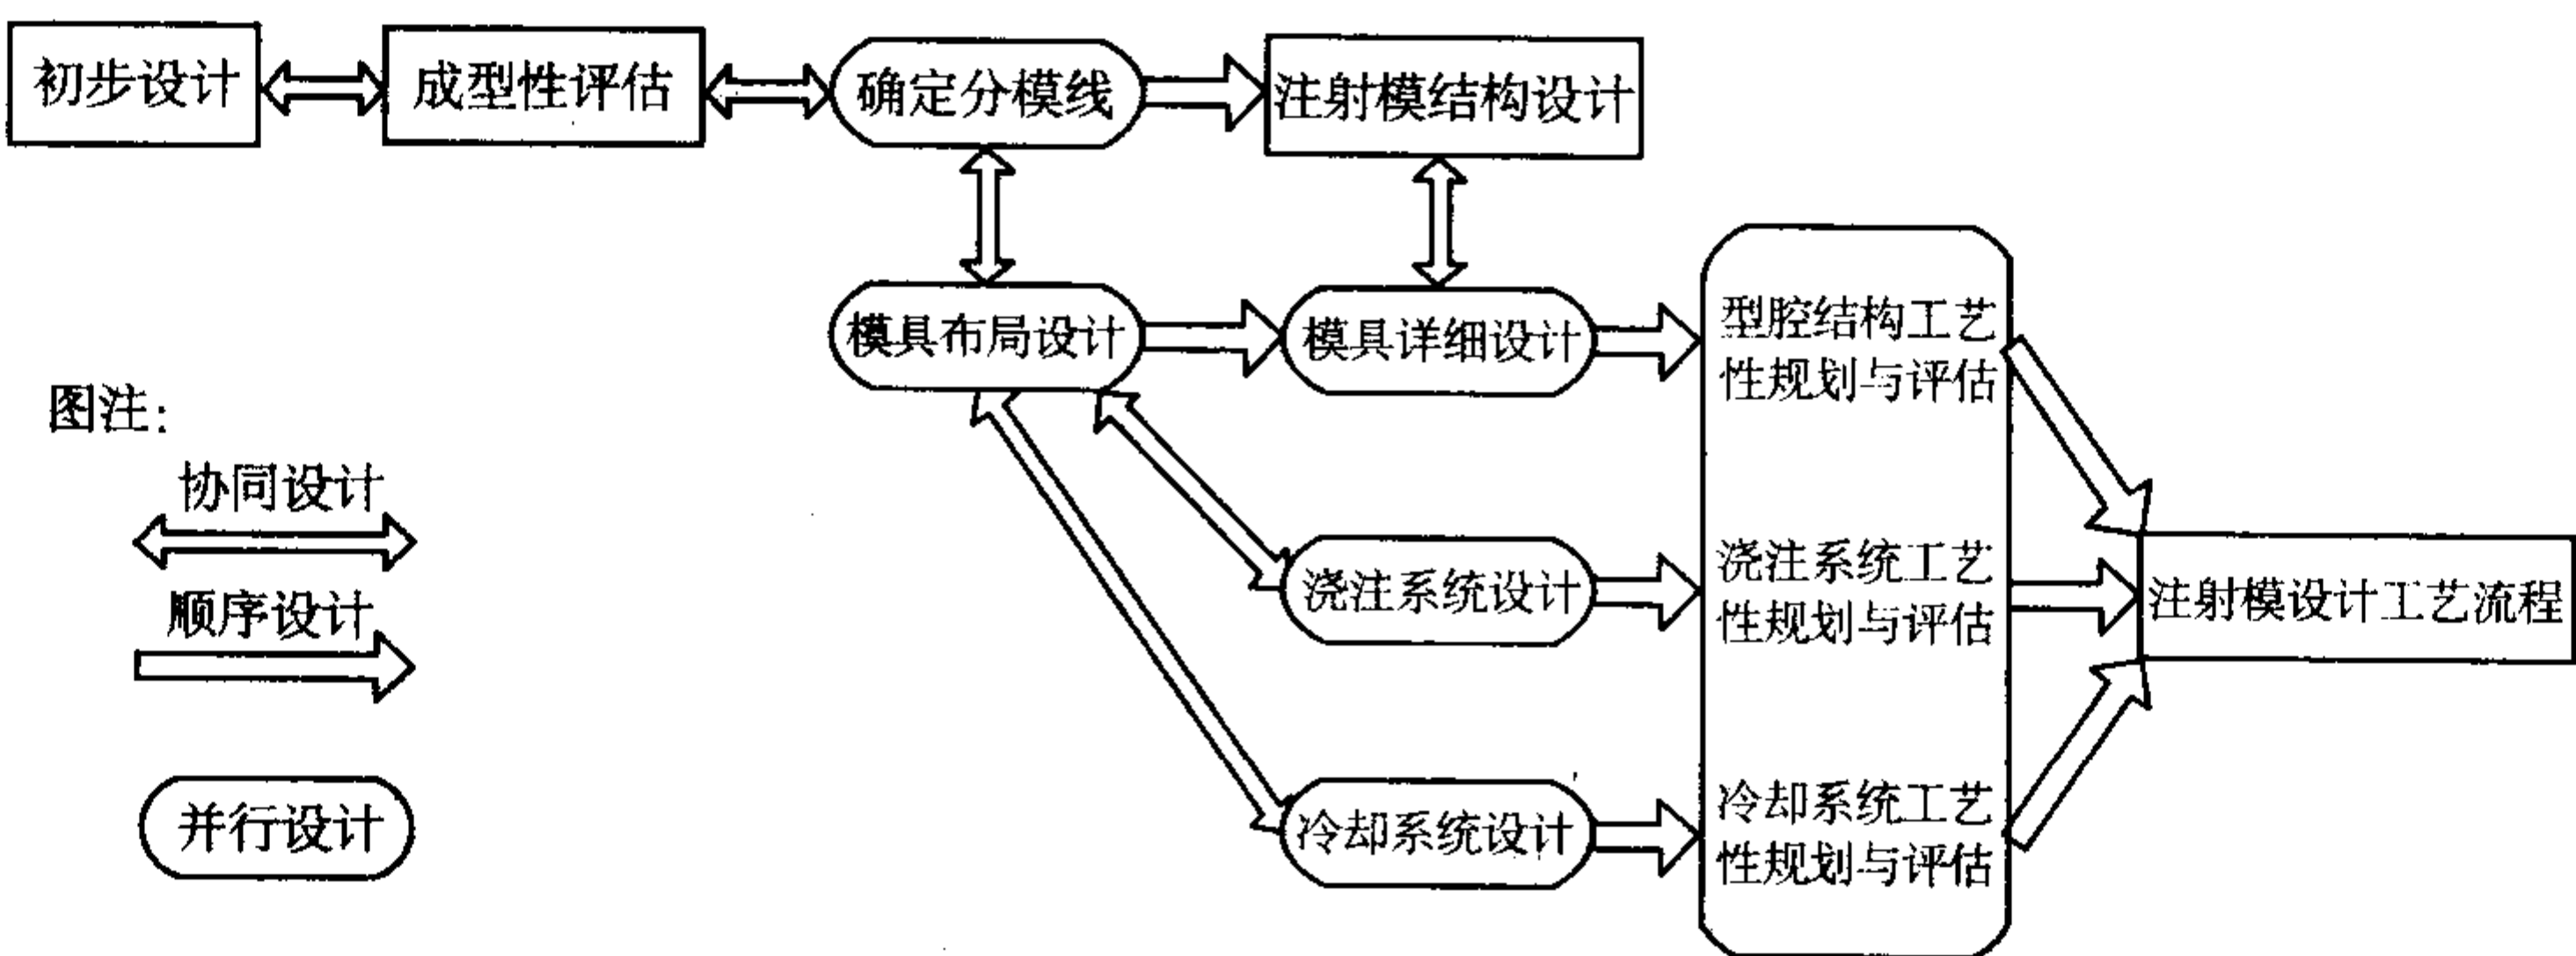 初步设计
成型性评估
确定分模线
注射模结构设计
模具布局设计
模具详细设计
型腔结构工艺
性规划与评估
图注:
协同设计
顺序设计
并行设计
浇注系统设计
浇注系统工艺
性规划与评估
注射模设计工艺流程
冷却系统设计
冷却系统工艺
性规划与评估